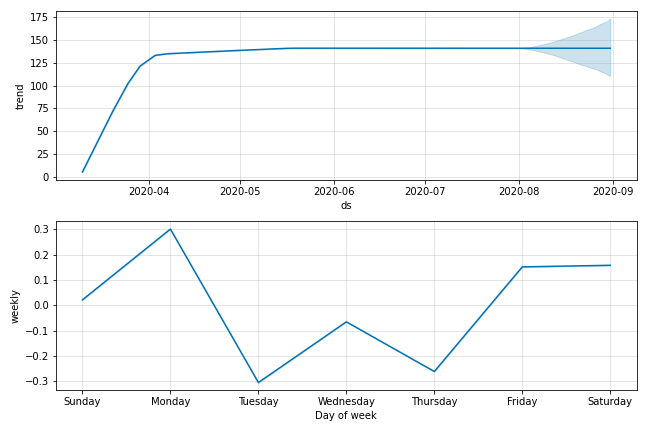 175
150
125
100
75
50
25
0
trend
2020-04 2020-05 2020-06 2020-07 2020-08 2020-09
ds
0.3
0.2
0.1
0.0
−0.1
−0.2
−0.3
weekly
Sunday Monday Tuesday Wednesday Thursday Friday Saturday
Day of week